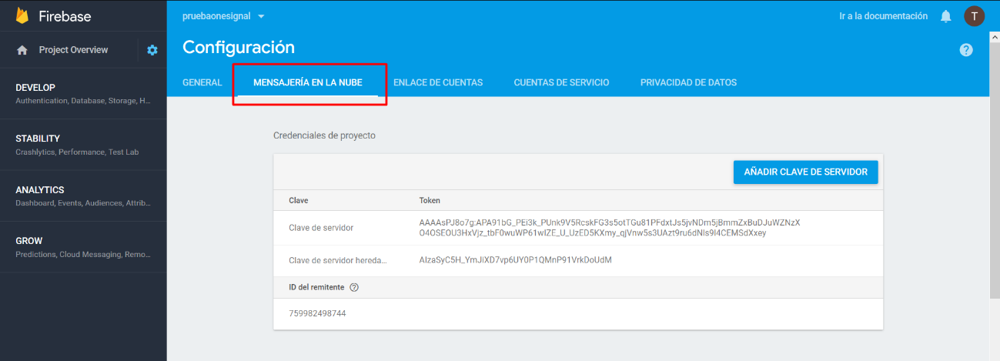 Firebase
pruebaonesignal
Ir a la documentación
T
Project Overview
Configuración
?
GENERAL
MENSAJERÍA EN LA NUBE
ENLACE DE CUENTAS
CUENTAS DE SERVICIO
PRIVACIDAD DE DATOS
DEVELOP
Authentication, Database, Storage, H...
STABILITY
Crashlytics, Performance, Test Lab
ANALYTICS
Dashboard, Events, Audiences, Attrib...
GROW
Predictions, Cloud Messaging, Remo...
Credenciales de proyecto
AÑADIR CLAVE DE SERVIDOR
Clave
Token
Clave de servidor
AAAAsPJ8o7g:APA91bG_PEi3k_PUnk9V5RcskFG3s5otTGu81PFdxtJs5jvNDm5jBmmZxBuDJuWZNzX
O4OSEOU3HxVjz_tbF0wuWP61wIZE_U_UzED5KXmy_qjVnw5s3UAzt9ru6dNIs9I4CEMSdXxey
Clave de servidor hereda...
AIzaSyC5H_YmJiXD7vp6UY0P1QMnP91VrkDoUdM
ID del remitente ?
759982498744